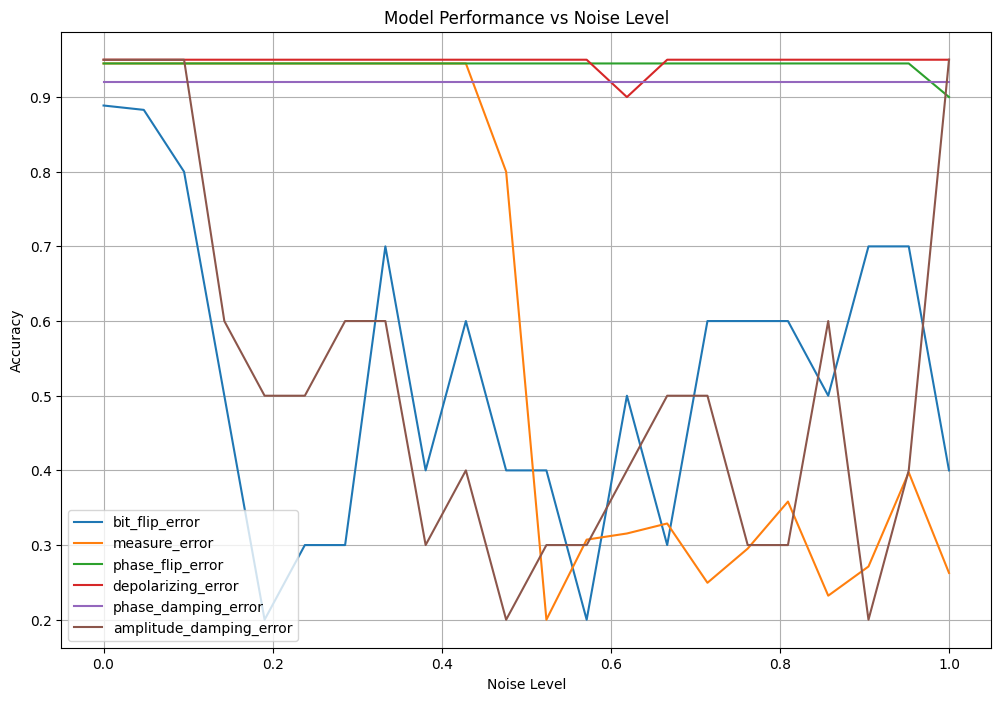 Model Performance vs Noise Level
Accuracy
0.9
0.8
0.7
0.6
0.5
0.4
0.3
0.2
bit_flip_error
measure_error
phase_flip_error
depolarizing_error
phase_damping_error
amplitude_damping_error
0.0 0.2 0.4 0.6 0.8 1.0
Noise Level